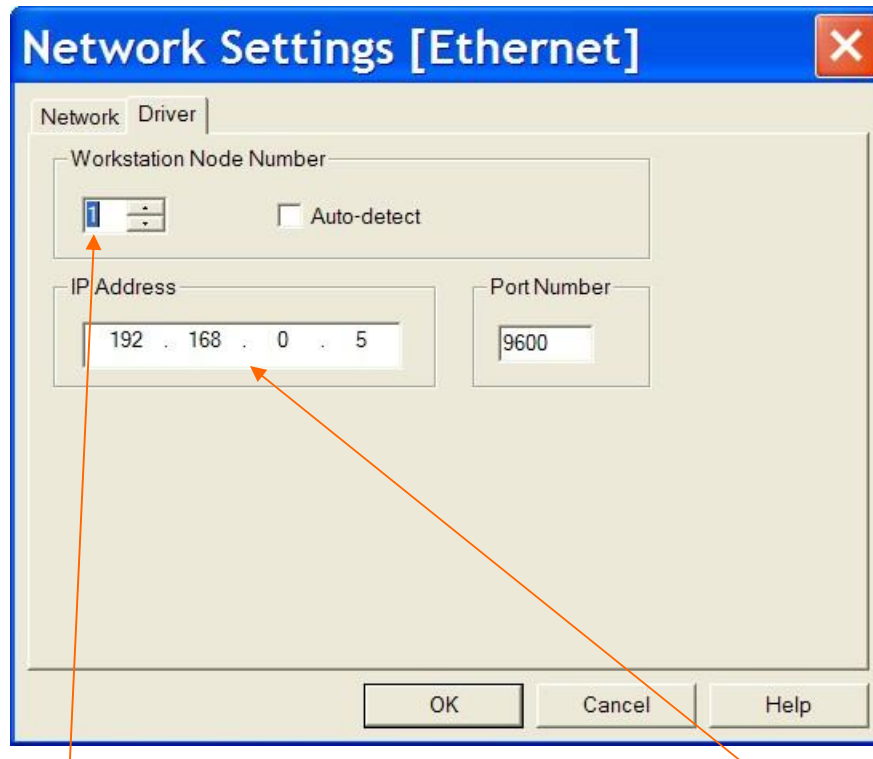 Network Settings [Ethernet]
Network Driver
Workstation Node Number
1 Auto-detect
IP Address Port Number
192 . 168 . 0 . 5 9600
OK Cancel Help